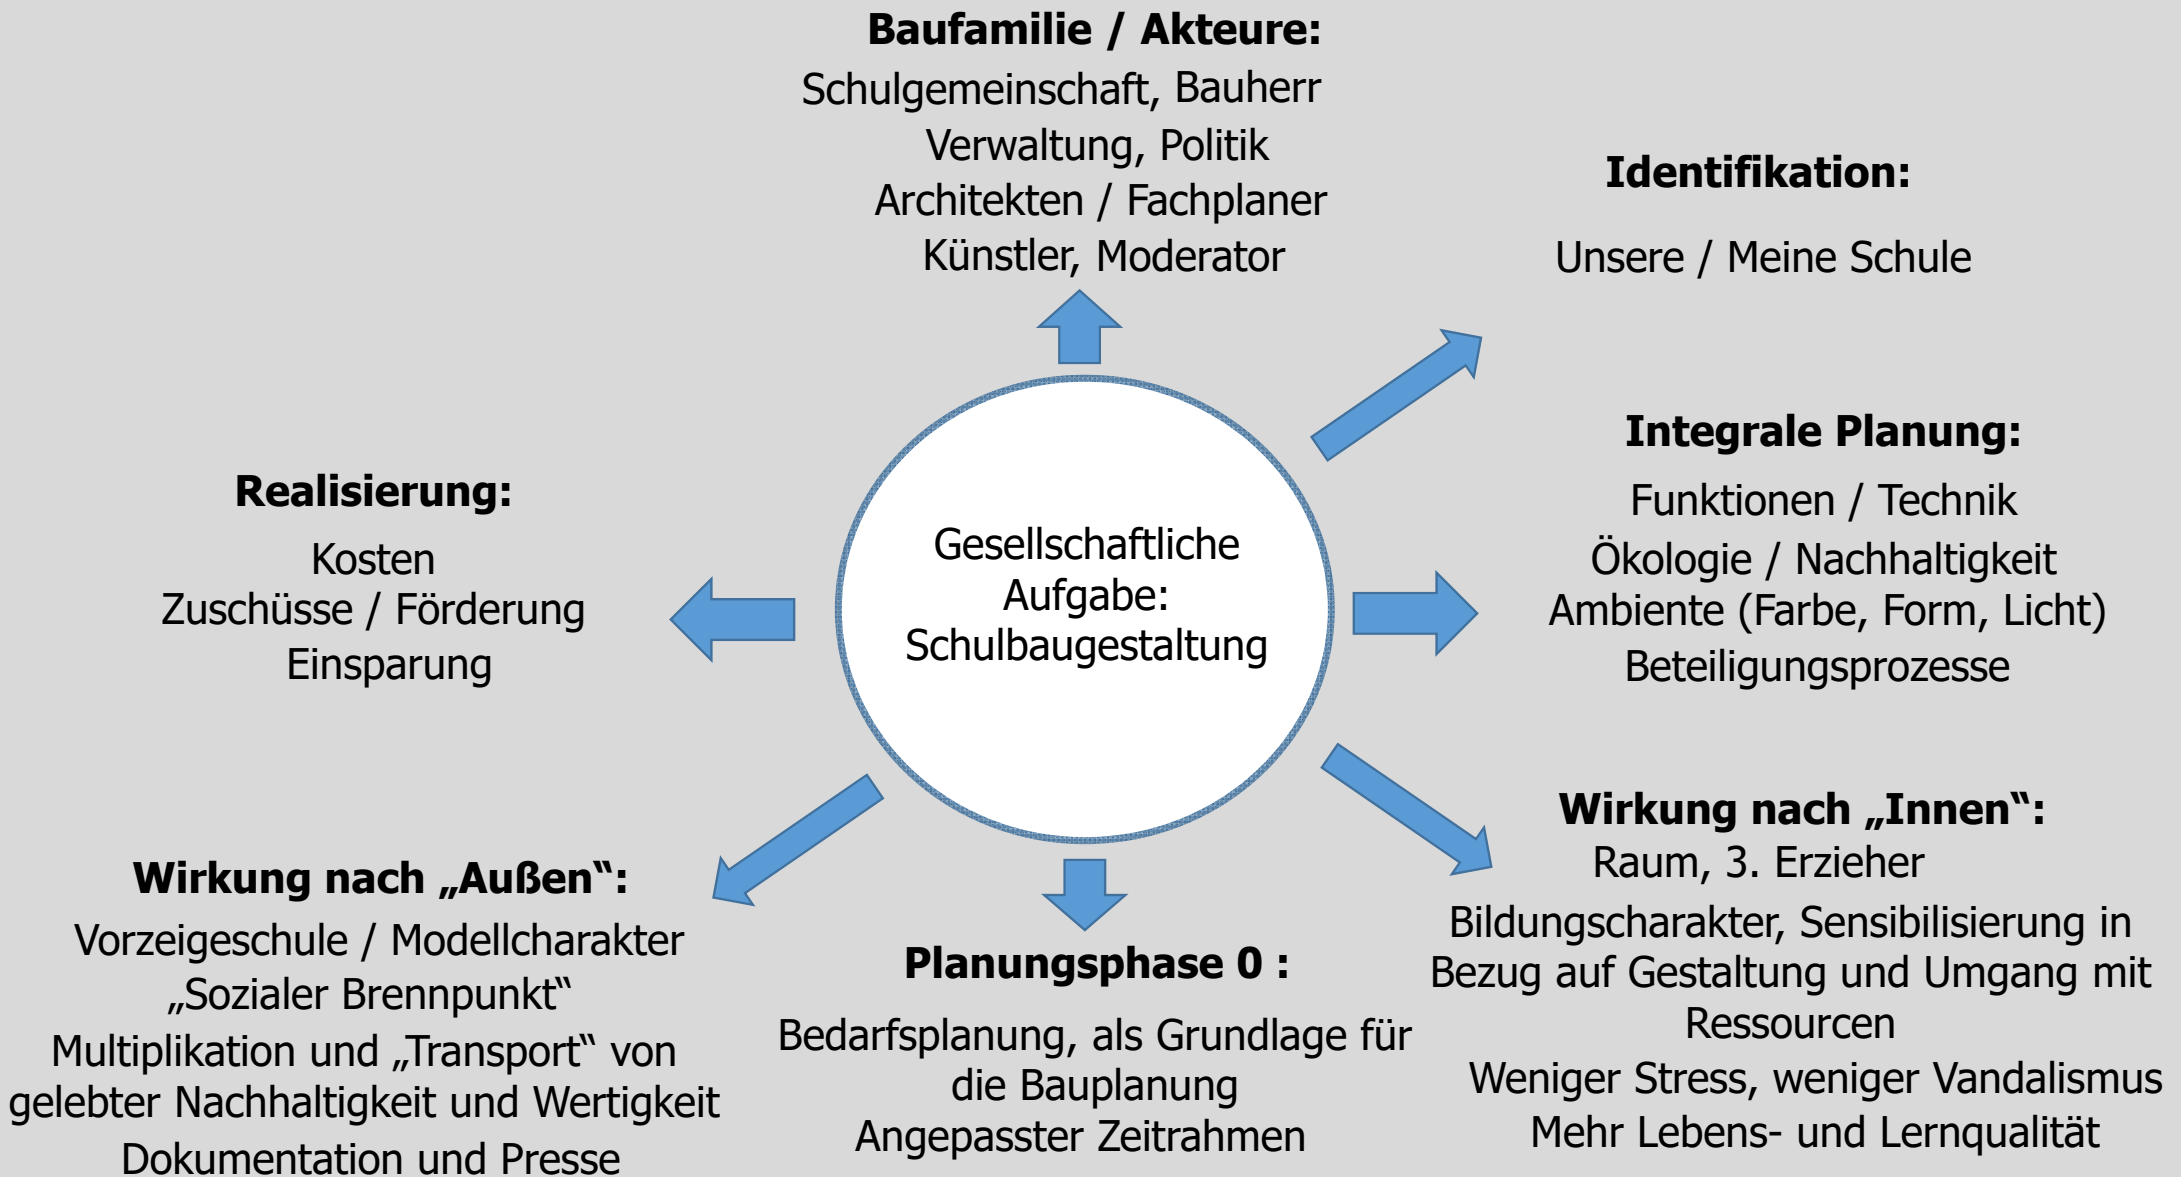 Baufamilie / Akteure:
Schulgemeinschaft, Bauherr
Verwaltung, Politik
Architekten / Fachplaner
Künstler, Moderator
Identifikation:
Unsere / Meine Schule
Integrale Planung:
Funktionen / Technik
Ökologie / Nachhaltigkeit
Ambiente (Farbe, Form, Licht)
Beteiligungsprozesse
Realisierung:
Kosten
Zuschüsse / Förderung
Einsparung
Gesellschaftliche
Aufgabe:
Schulbaugestaltung
Wirkung nach „Innen“:
Raum, 3. Erzieher
Bildungscharakter, Sensibilisierung in
Bezug auf Gestaltung und Umgang mit
Ressourcen
Weniger Stress, weniger Vandalismus
Mehr Lebens- und Lernqualität
Wirkung nach „Außen“:
Vorzeigeschule / Modellcharakter
„Sozialer Brennpunkt“
Multiplikation und „Transport“ von
gelebter Nachhaltigkeit und Wertigkeit
Dokumentation und Presse
Planungsphase 0 :
Bedarfsplanung, als Grundlage für
die Bauplanung
Angepasster Zeitrahmen